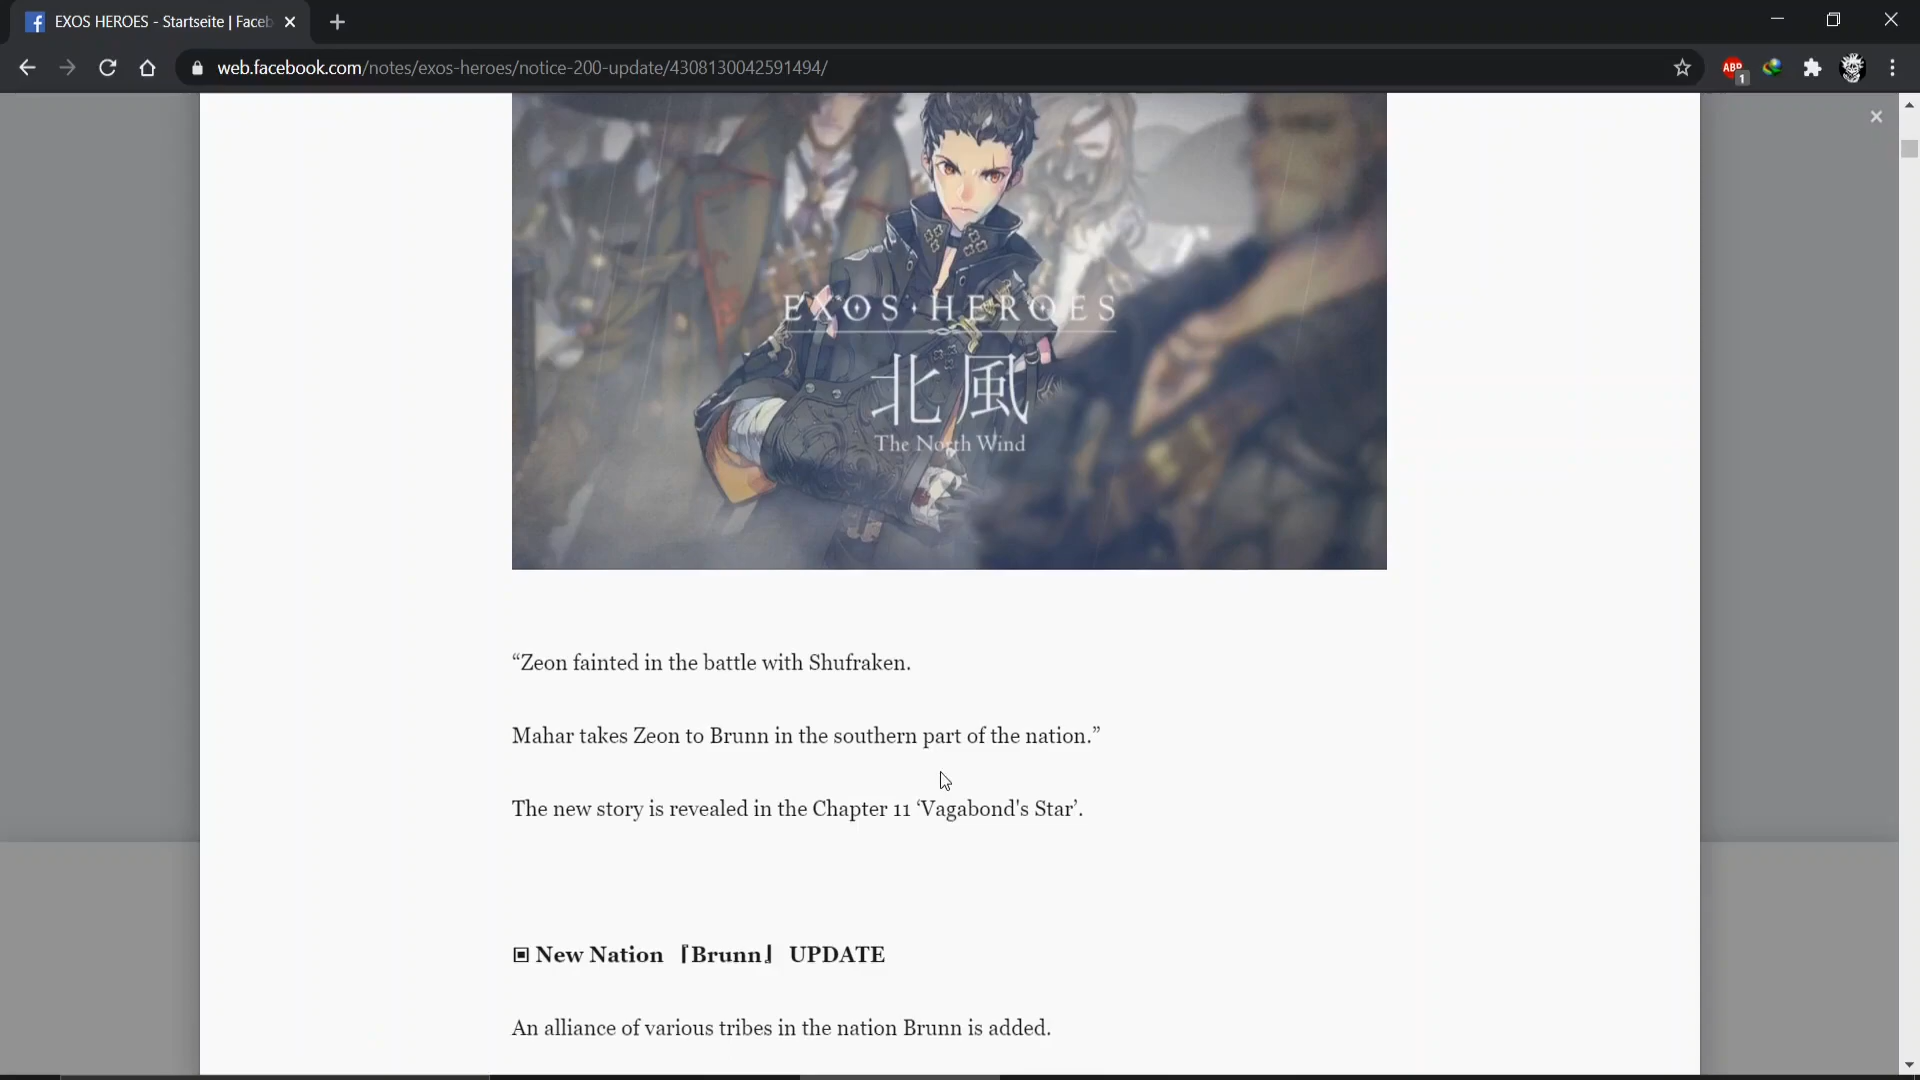 EXOS HEROES - Startseite | Faceb
web.facebook.com/notes/exos-heroes/notice-200-update/4308130042591494/
ABP
1
EXOS·HEROES
北風
The North Wind
“Zeon fainted in the battle with Shufraken.
Mahar takes Zeon to Brunn in the southern part of the nation.”
The new story is revealed in the Chapter 11 ‘Vagabond's Star’.
▣ New Nation 『Brunn』 UPDATE
An alliance of various tribes in the nation Brunn is added.